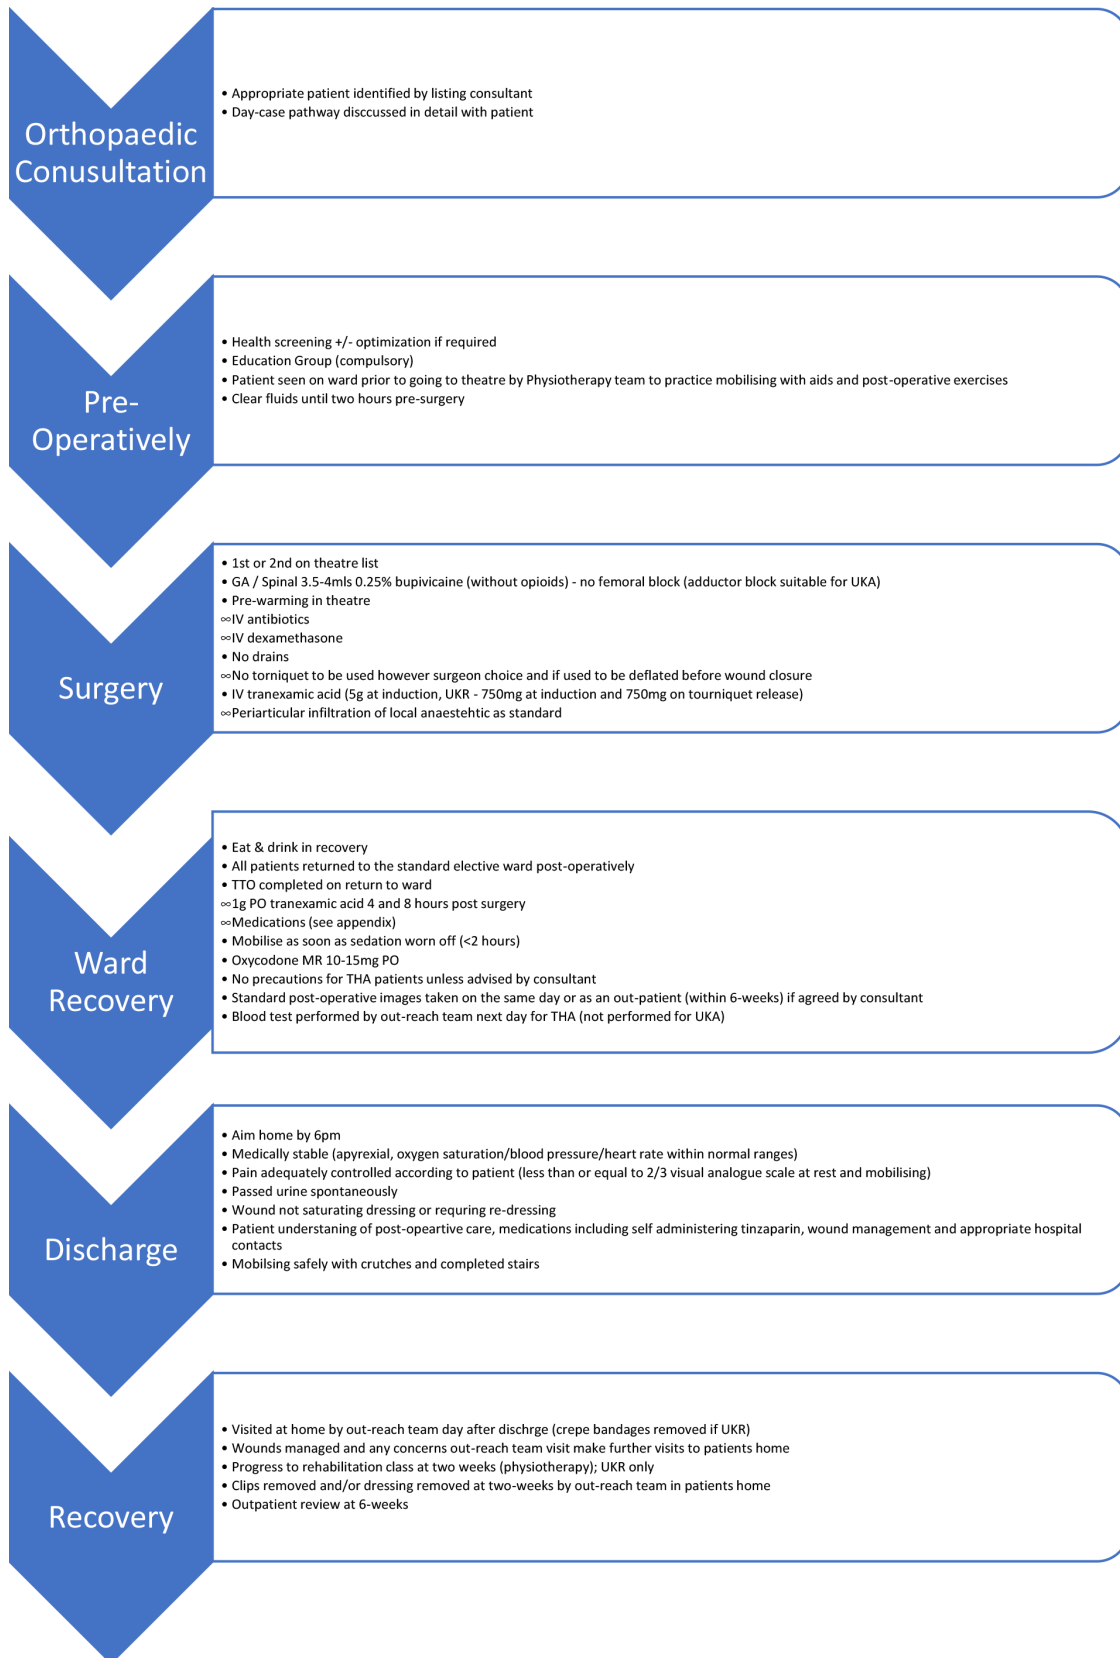 Orthopaedic
Conusultation
• Appropriate patient identified by listing consultant
• Day-case pathway disccussed in detail with patient
Pre-
Operatively
• Health screening +/- optimization if required
• Education Group (compulsory)
• Patient seen on ward prior to going to theatre by Physiotherapy team to practice mobilising with aids and post-operative exercises
• Clear fluids until two hours pre-surgery
Surgery
• 1st or 2nd on theatre list
• GA / Spinal 3.5-4mls 0.25% bupivicaine (without opioids) - no femoral block (adductor block suitable for UKA)
• Pre-warming in theatre
∞IV antibiotics
∞IV dexamethasone
• No drains
∞No torniquet to be used however surgeon choice and if used to be deflated before wound closure
• IV tranexamic acid (5g at induction, UKR - 750mg at induction and 750mg on tourniquet release)
∞Periarticular infiltration of local anaestehtic as standard
Ward
Recovery
• Eat & drink in recovery
• All patients returned to the standard elective ward post-operatively
• TTO completed on return to ward
∞1g PO tranexamic acid 4 and 8 hours post surgery
∞Medications (see appendix)
• Mobilise as soon as sedation worn off (<2 hours)
• Oxycodone MR 10-15mg PO
• No precautions for THA patients unless advised by consultant
• Standard post-operative images taken on the same day or as an out-patient (within 6-weeks) if agreed by consultant
• Blood test performed by out-reach team next day for THA (not performed for UKA)
Discharge
• Aim home by 6pm
• Medically stable (apyrexial, oxygen saturation/blood pressure/heart rate within normal ranges)
• Pain adequately controlled according to patient (less than or equal to 2/3 visual analogue scale at rest and mobilising)
• Passed urine spontaneously
• Wound not saturating dressing or requring re-dressing
• Patient understaning of post-opeartive care, medications including self administering tinzaparin, wound management and appropriate hospital
contacts
• Mobilsing safely with crutches and completed stairs
Recovery
• Visited at home by out-reach team day after dischrge (crepe bandages removed if UKR)
• Wounds managed and any concerns out-reach team visit make further visits to patients home
• Progress to rehabilitation class at two weeks (physiotherapy); UKR only
• Clips removed and/or dressing removed at two-weeks by out-reach team in patients home
• Outpatient review at 6-weeks